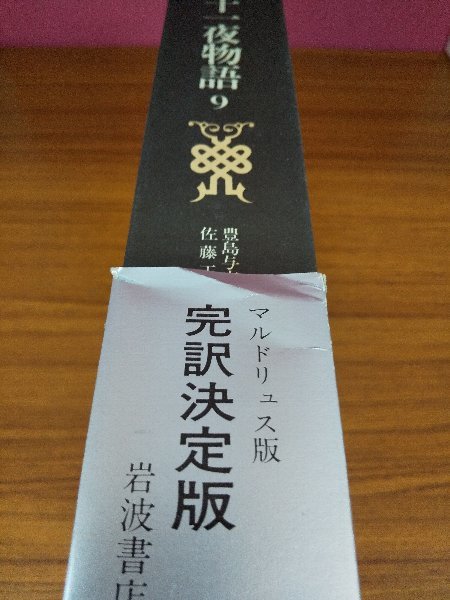 一夜物語 9
豊島与
佐藤
マルドリュス版
完訳決定版
岩波書店